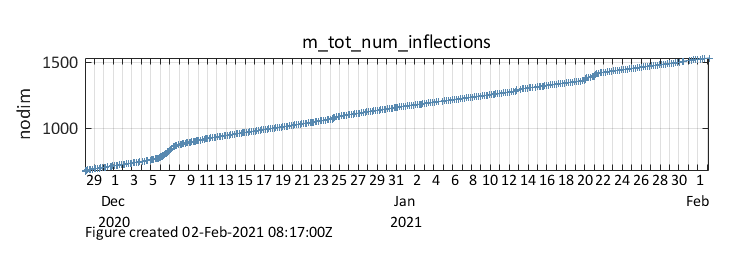 m_tot_num_inflections
1500
1000
nodim
29 1 3 5 7 9 11 13 15 17 19 21 23 25 27 29 31 2 4 6 8 10 12 14 16 18 20 22 24 26 28 30 1
Dec Jan Feb
2020 2021
Figure created 02-Feb-2021 08:17:00Z